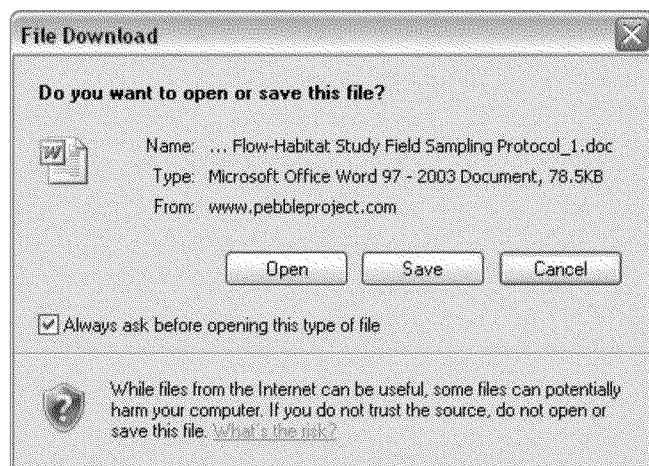 File Download
Do you want to open or save this file?
Name: ... Flow-Habitat Study Field Sampling Protocol_1.doc
Type: Microsoft Office Word 97 - 2003 Document, 78.5KB
From: www.pebbleproject.com
Open Save Cancel
Always ask before opening this type of file
While files from the Internet can be useful, some files can potentially
harm your computer. If you do not trust the source, do not open or
save this file. What's the risk?